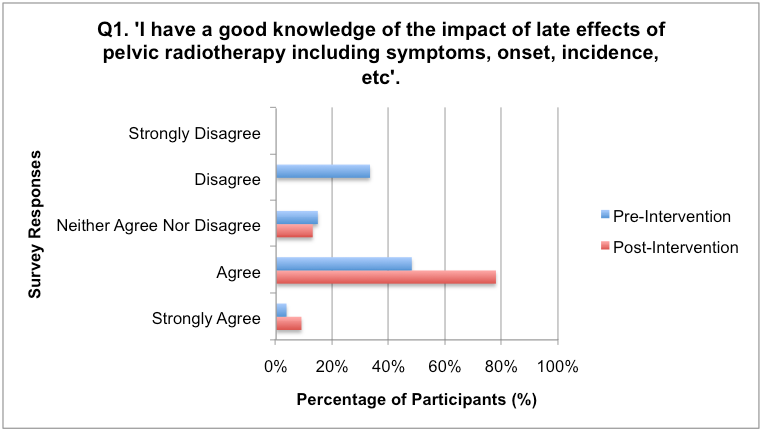 Q1. 'I have a good knowledge of the impact of late effects of
pelvic radiotherapy including symptoms, onset, incidence,
etc'.
Survey Responses
Strongly Disagree
Disagree
Neither Agree Nor Disagree
Agree
Strongly Agree
0% 20% 40% 60% 80% 100%
Percentage of Participants (%)
Pre-Intervention
Post-Intervention